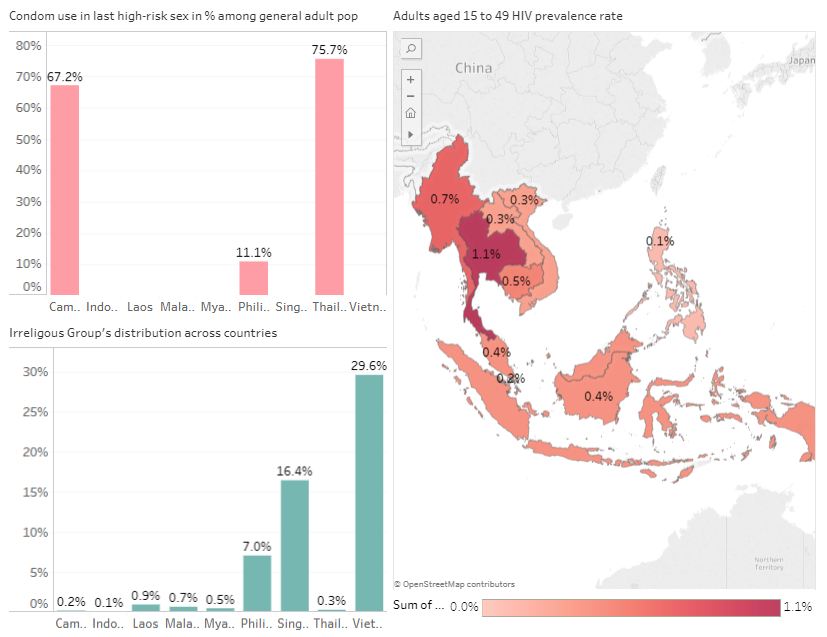 Condom use in last high-risk sex in % among general adult pop
80%
70%
60%
50%
40%
30%
20%
10%
0%
67.2%
11.1%
75.7%
Cam.. Indo.. Laos Mala.. Mya.. Phili.. Sing.. Thail.. Vietn..
Irreligous Group's distribution across countries
30%
25%
20%
15%
10%
5%
0%
0.2% 0.1% 0.9% 0.7% 0.5% 7.0% 16.4% 0.3% 29.6%
Cam.. Indo.. Laos Mala.. Mya.. Phili.. Sing.. Thail.. Viet..
Adults aged 15 to 49 HIV prevalence rate
China
Japan
+
−
0.7%
0.3%
0.3%
0.1%
1.1%
0.5%
0.4%
0.2%
0.4%
Northern
Territory
© OpenStreetMap contributors
Sum of ... 0.0% 1.1%